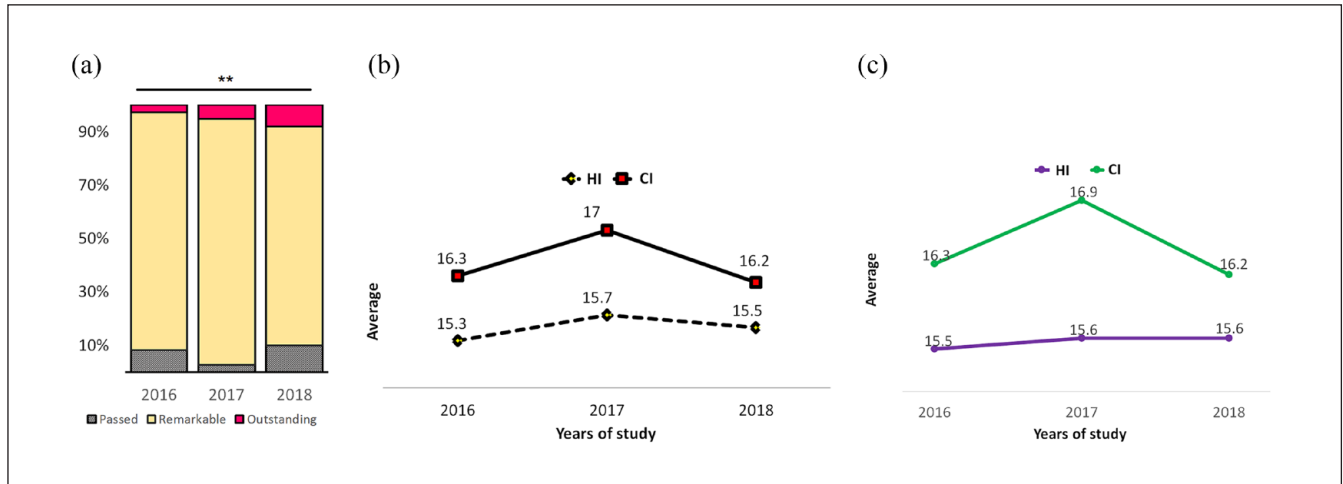 (a)
**
90%
70%
50%
30%
10%
2016 2017 2018
Passed Remarkable Outstanding
(b)
HI CI
17
16.3 16.2
15.7
15.3 15.5
Average
2016 2017 2018
Years of study
(c)
HI CI
16.9
16.3 16.2
15.5 15.6 15.6
Average
2016 2017 2018
Years of study